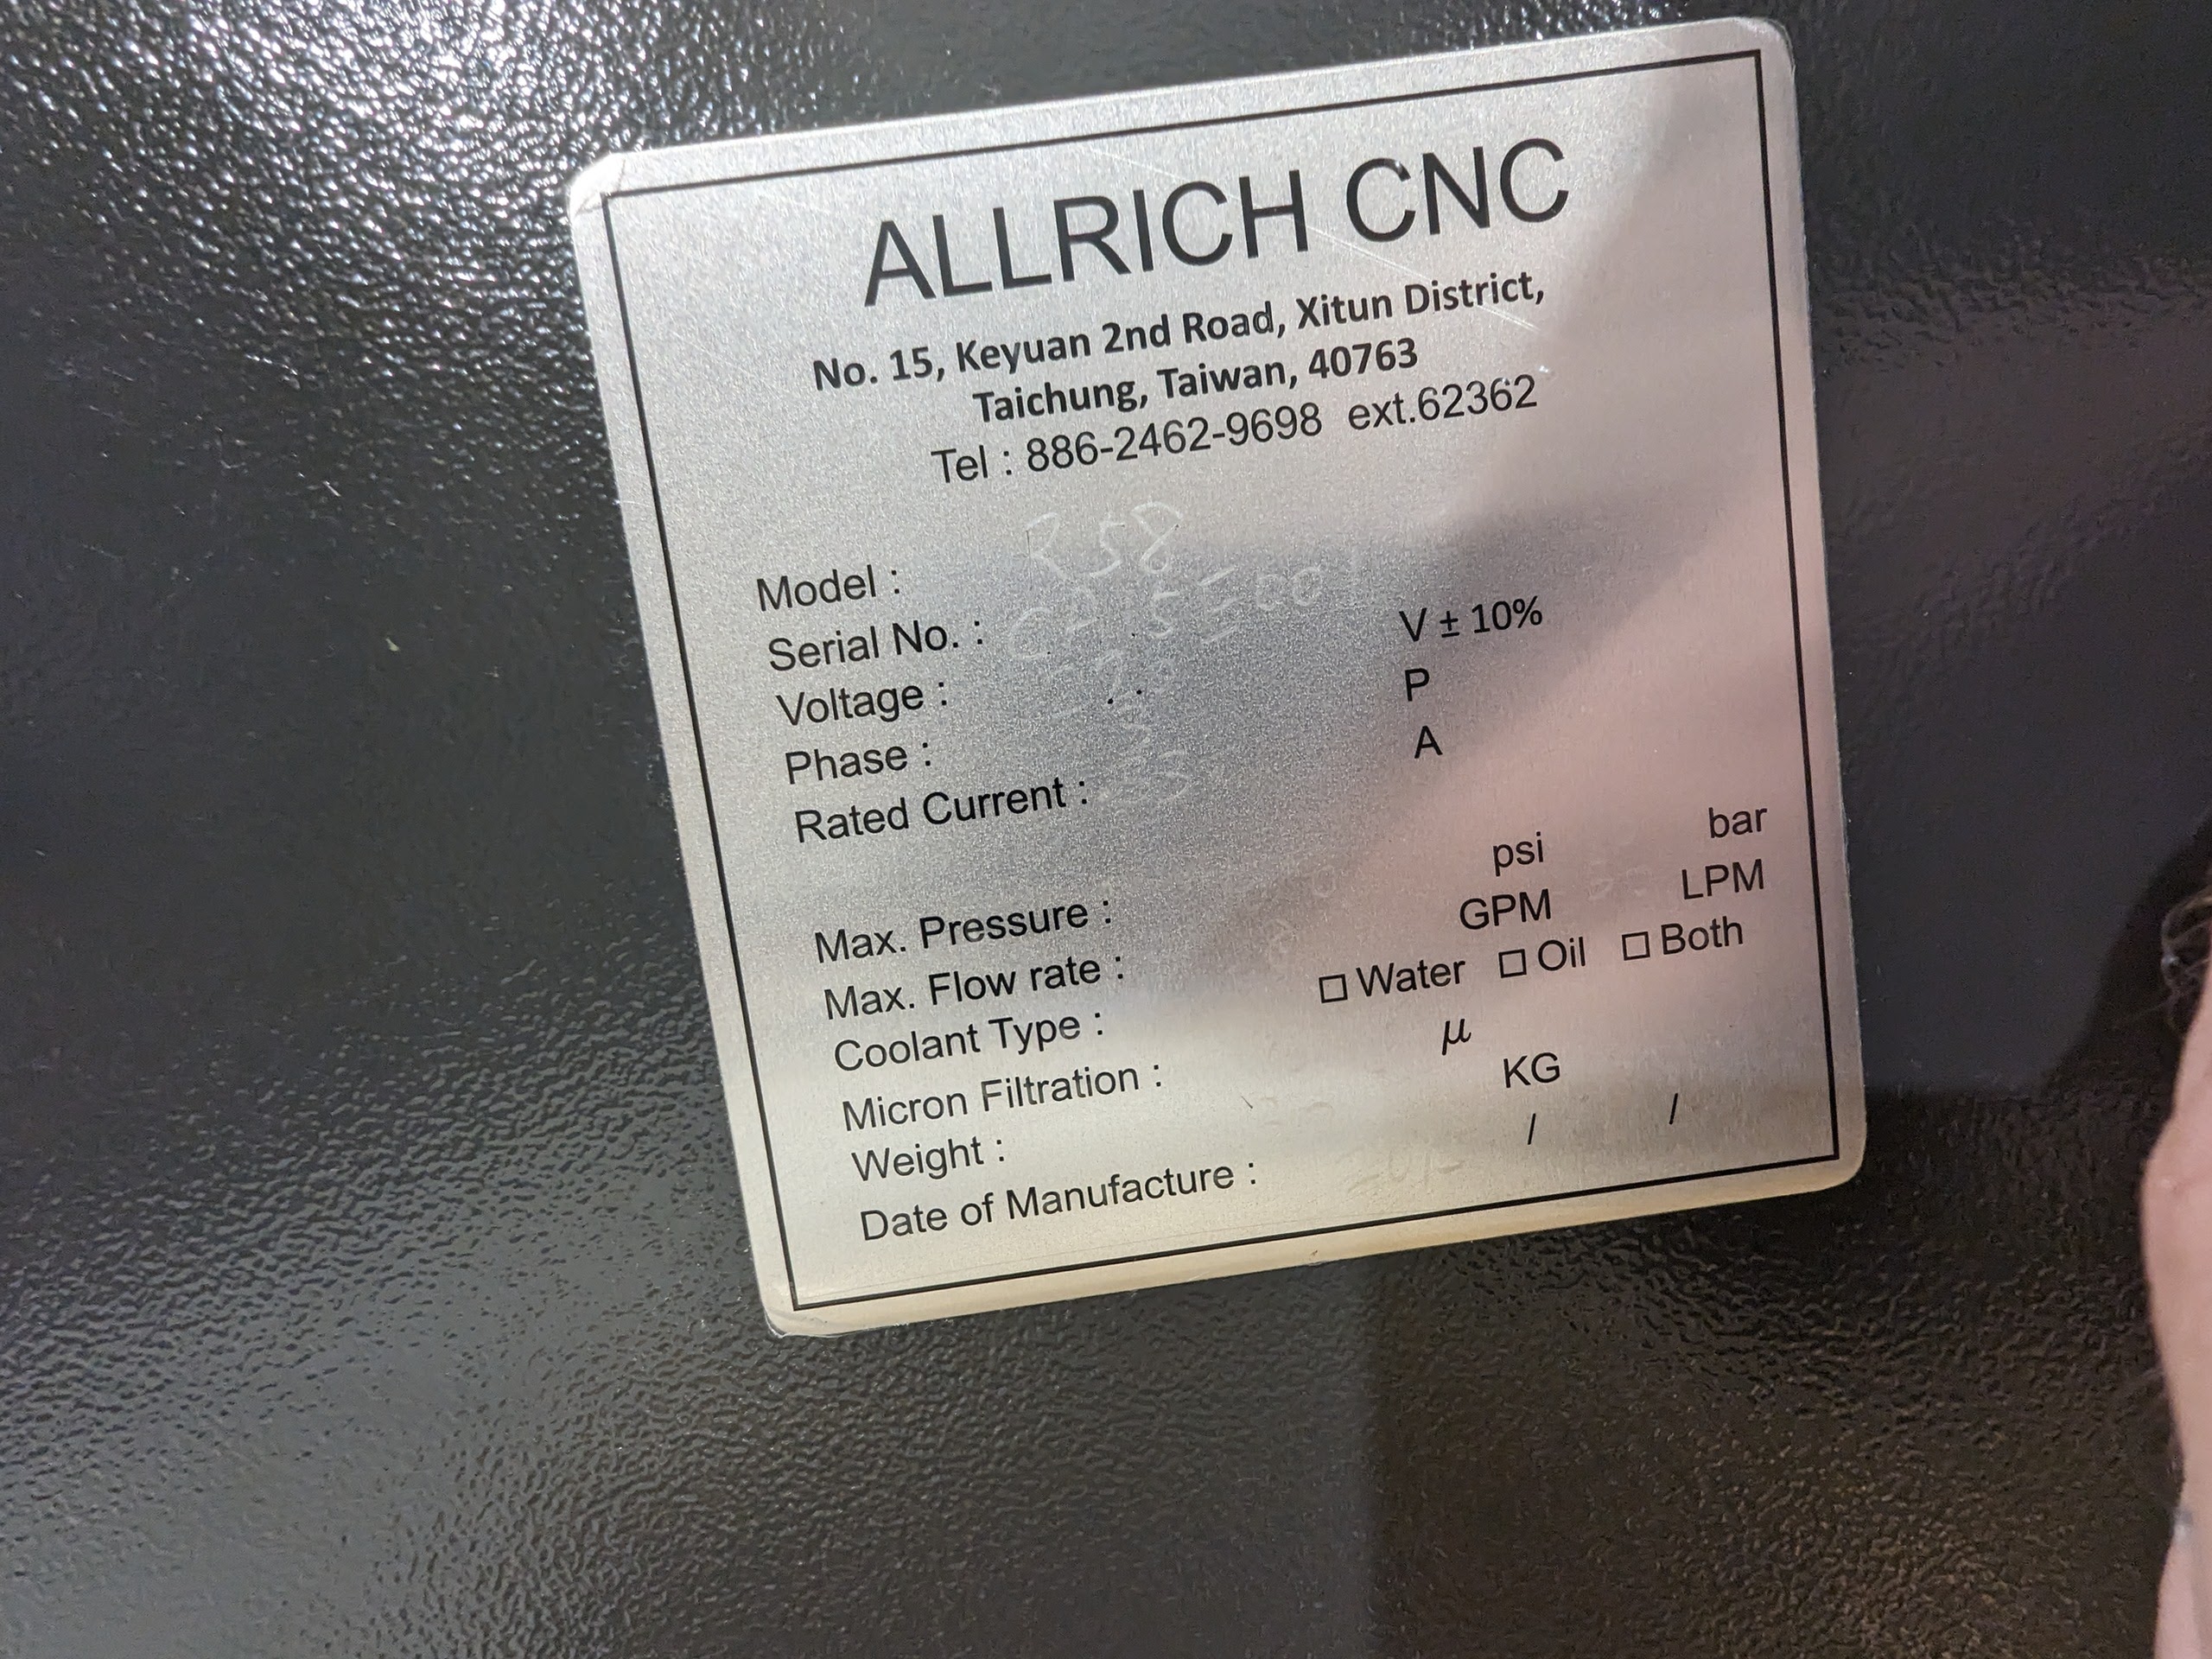 ALLRICH CNC
No. 15, Keyuan 2nd Road, Xitun District,
Taichung, Taiwan, 40763
Tel : 886-2462-9698 ext.62362
Model : R58
Serial No. :
Voltage : V ± 10%
Phase : P
Rated Current : A
Max. Pressure : psi bar
Max. Flow rate : GPM LPM
Coolant Type : □ Water □ Oil □ Both
Micron Filtration : μ
Weight : KG
Date of Manufacture : / /